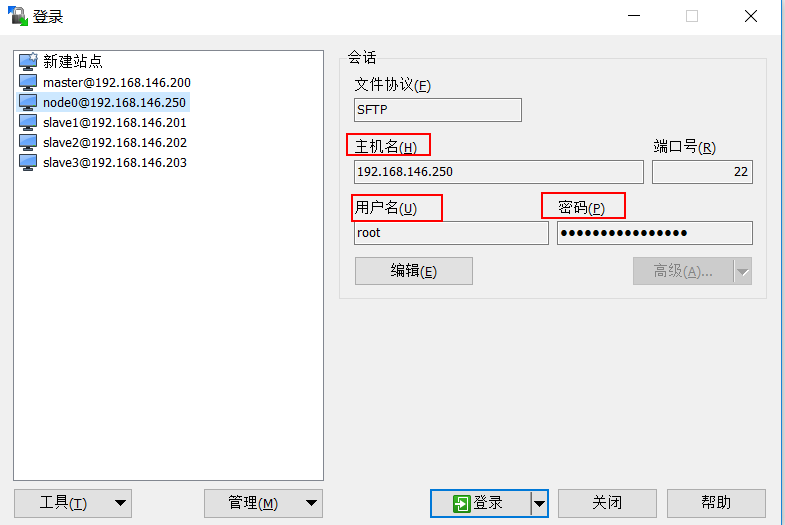 登录
新建站点
master@192.168.146.200
node0@192.168.146.250
slave1@192.168.146.201
slave2@192.168.146.202
slave3@192.168.146.203
会话
文件协议(F)
SFTP
主机名(H) 端口号(R)
192.168.146.250 22
用户名(U) 密码(P)
root ●●●●●●●●●●●●●●●●
编辑(E) 高级(A)...
工具(T) 管理(M) 登录 关闭 帮助